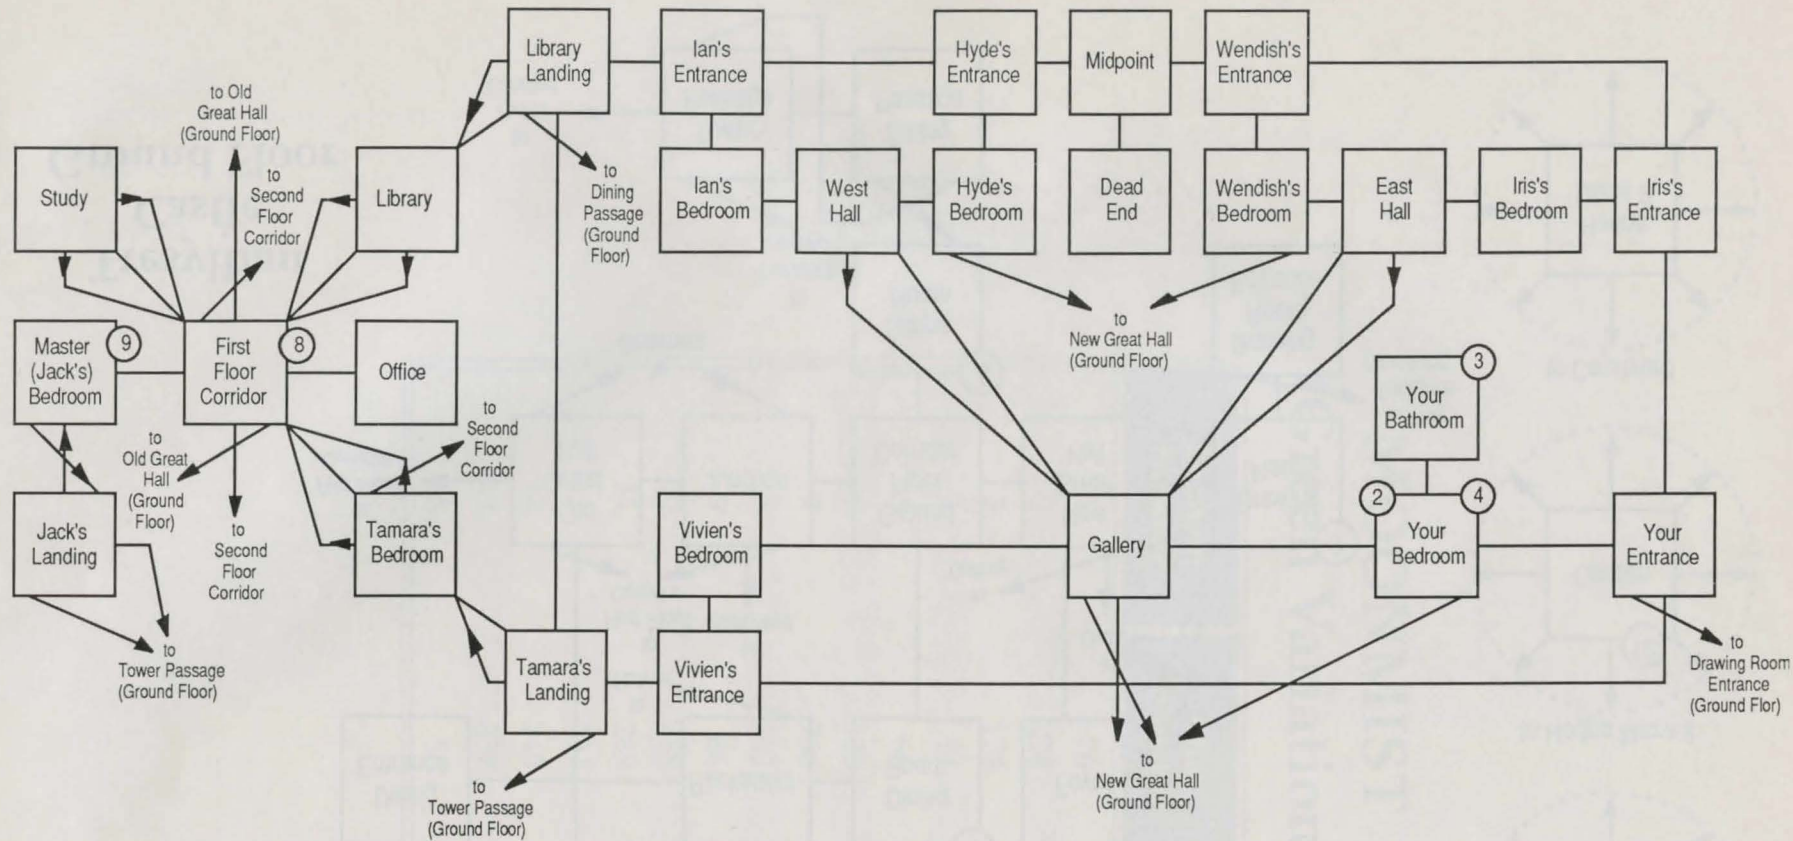 Library
Landing
Ian's
Entrance
Hyde's
Entrance
Midpoint
Wendish's
Entrance
to Old
Great Hall
(Ground Floor)
to
Second
Floor
Corridor
Study
Library
to
Dining
Passage
(Ground
Floor)
Ian's
Bedroom
West
Hall
Hyde's
Bedroom
Dead
End
Wendish's
Bedroom
East
Hall
Iris's
Bedroom
Iris's
Entrance
Master
(Jack's)
Bedroom
9
First
Floor
Corridor
8
Office
to
New Great Hall
(Ground Floor)
3
Your
Bathroom
to
Second
Floor
Corridor
to
Old Great
Hall
(Ground
Floor)
to
Second
Floor
Corridor
Jack's
Landing
Tamara's
Bedroom
Vivien's
Bedroom
Gallery
2
4
Your
Bedroom
Your
Entrance
to
Tower Passage
(Ground Floor)
Tamara's
Landing
Vivien's
Entrance
to
Drawing Room
Entrance
(Ground Flor)
to
Tower Passage
(Ground Floor)
to
New Great Hall
(Ground Floor)